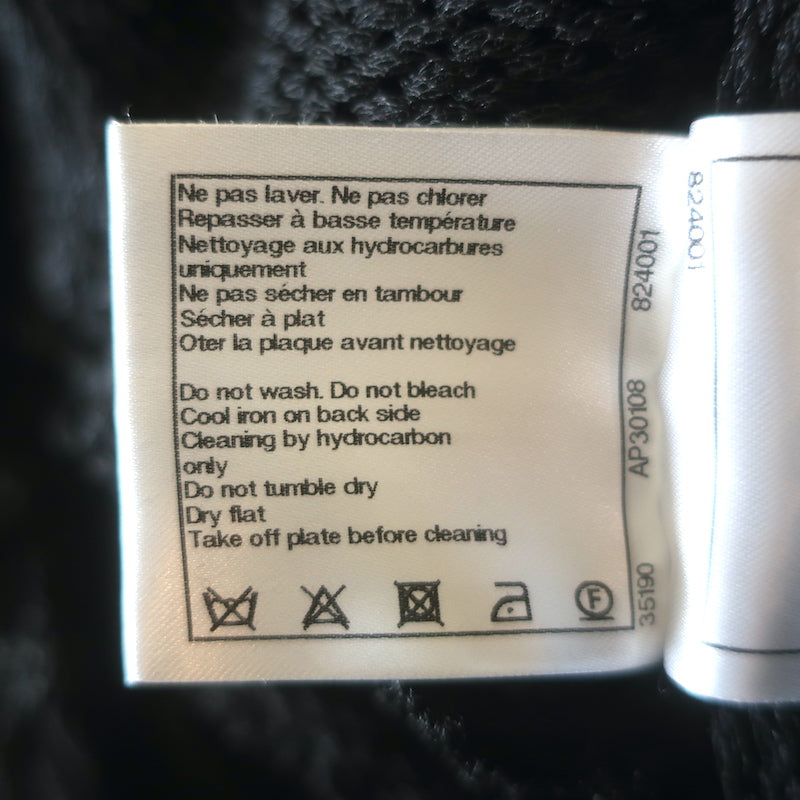 Ne pas laver. Ne pas chlorer
Repasser à basse température
Nettoyage aux hydrocarbures
uniquement
Ne pas sécher en tambour
Sécher à plat
Oter la plaque avant nettoyage
Do not wash. Do not bleach
Cool iron on back side
Cleaning by hydrocarbon
only
Do not tumble dry
Dry flat
Take off plate before cleaning
F
35190 AP30108 824001
824001